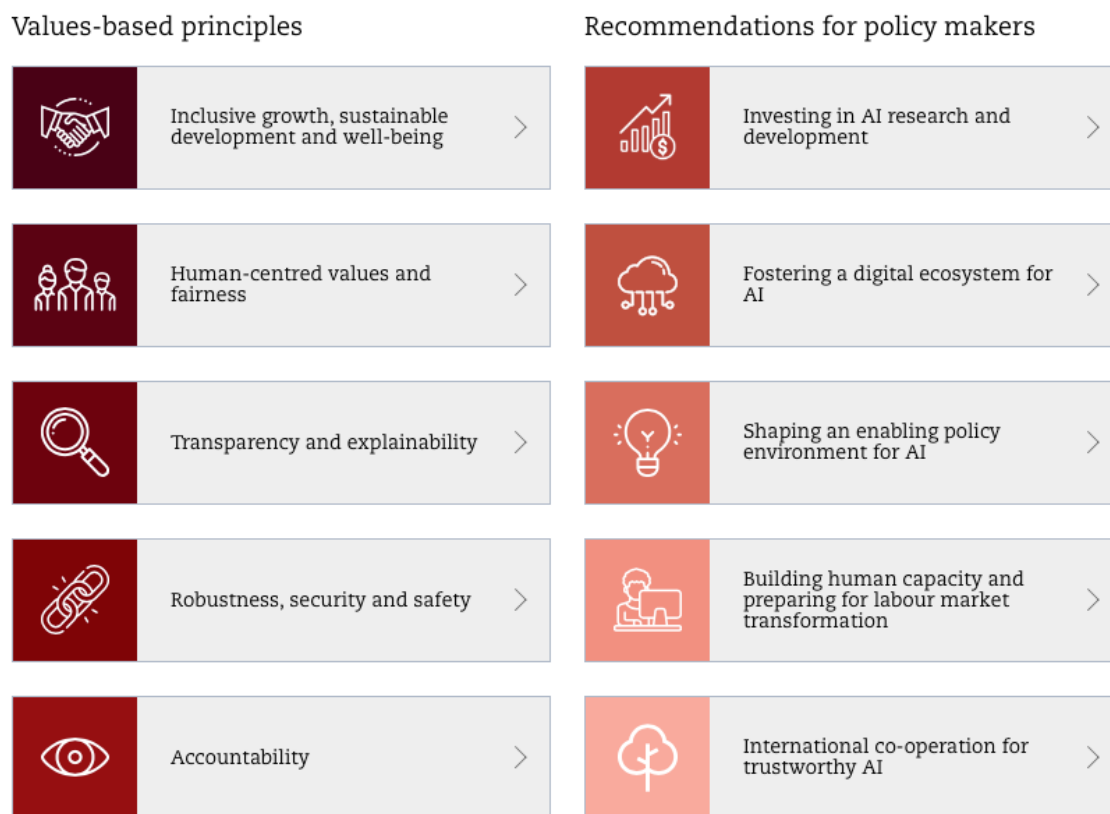 Values-based principles
Inclusive growth, sustainable
development and well-being
Human-centred values and
fairness
Transparency and explainability
Robustness, security and safety
Accountability
Recommendations for policy makers
Investing in AI research and
development
$
Fostering a digital ecosystem for
AI
Shaping an enabling policy
environment for AI
Building human capacity and
preparing for labour market
transformation
International co-operation for
trustworthy AI